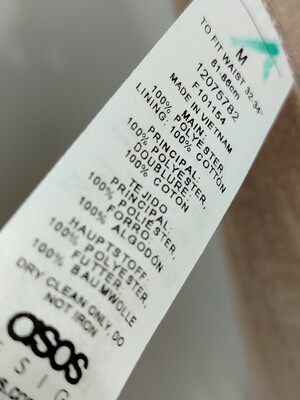 M
TO FIT WAIST 32-34"
81-86cm
12075782
F101154
MADE IN VIETNAM
MAIN:
100% POLYESTER,
LINING: 100% COTTON
PRINCIPAL:
100% POLYESTER,
DOUBLURE:
100% COTON
TEJIDO
PRINCIPAL:
100% POLIÉSTER,
FORRO:
100% ALGODÓN
HAUPTSTOFF:
100% POLYESTER,
FUTTER:
100% BAUMWOLLE
DRY CLEAN ONLY, DO
NOT IRON
asos